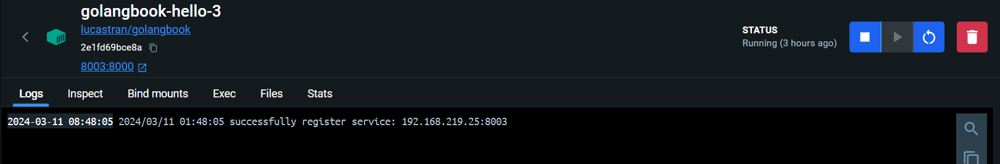 golangbook-hello-3
lucastran/golangbook
2e1fd69bce8a
8003:8000
STATUS
Running (3 hours ago)
Logs Inspect Bind mounts Exec Files Stats
2024-03-11 08:48:05 2024/03/11 01:48:05 successfully register service: 192.168.219.25:8003